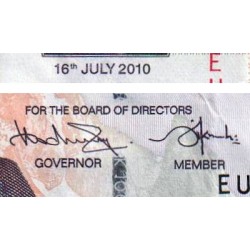 16th JULY 2010
E
FOR THE BOARD OF DIRECTORS
GOVERNOR MEMBER
EU